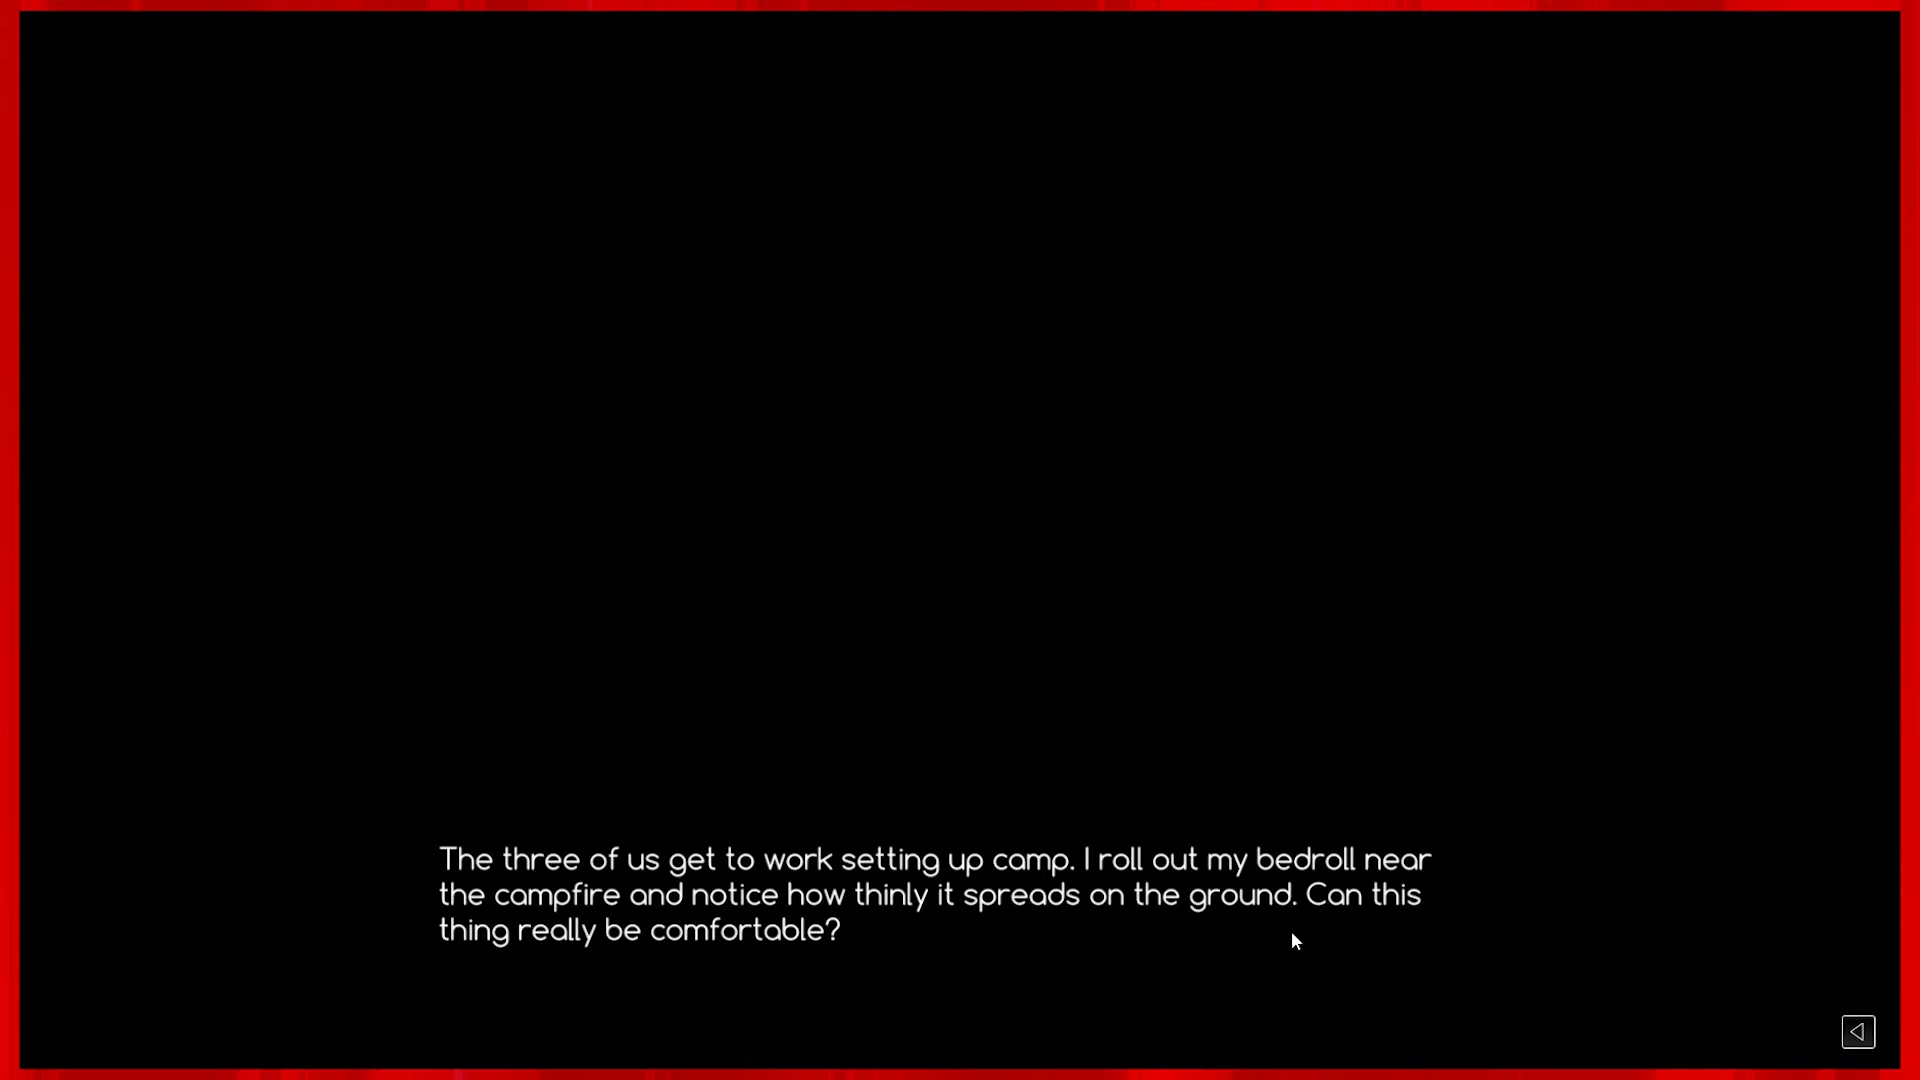 The three of us get to work setting up camp. I roll out my bedroll near
the campfire and notice how thinly it spreads on the ground. Can this
thing really be comfortable?